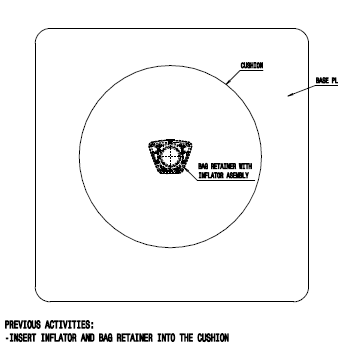 CUSHION
BASE PL
BAG RETAINER WITH
INFLATOR ASEMBLY
PREVIOUS ACTIVITIES:
-INSERT INFLATOR AND BAG RETAINER INTO THE CUSHION